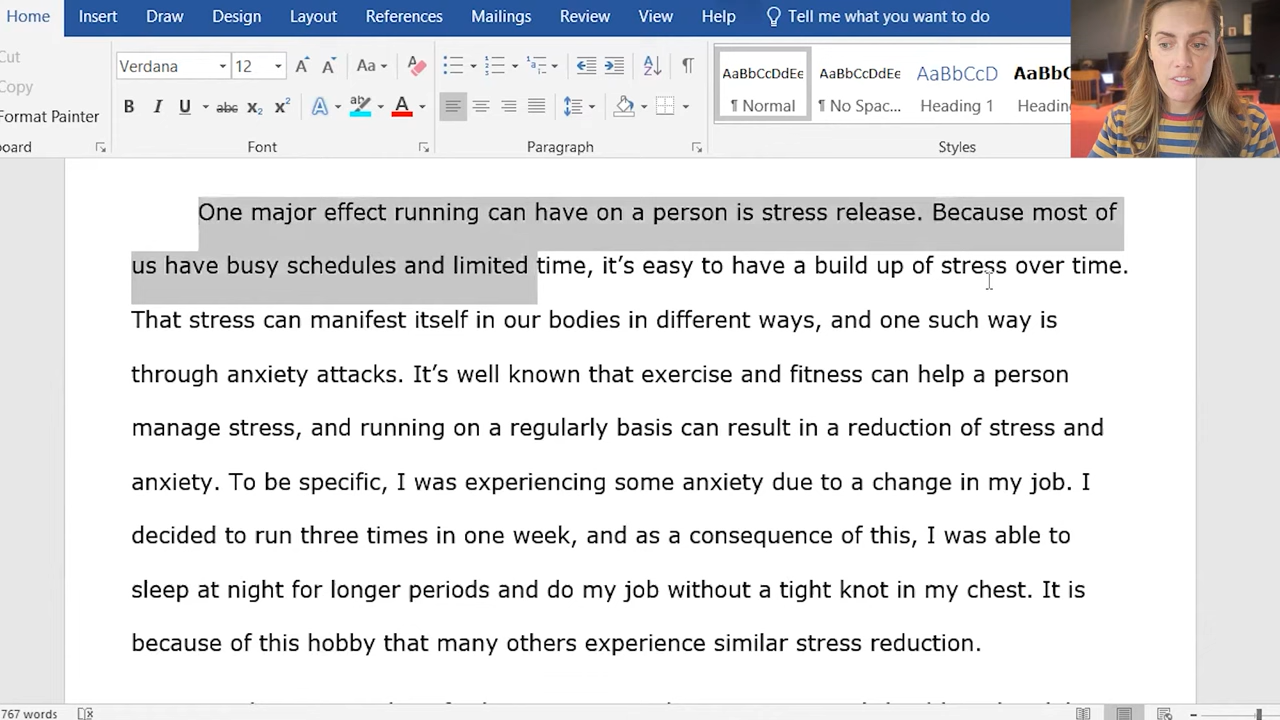 Home Insert Draw Design Layout References Mailings Review View Help Tell me what you want to do
Cut
Verdana 12 Aa
AaBbCcDdEe AaBbCcDdEe AaBbCcD AaBbC
Copy
Format Painter
B I U abc X₂ X² A aby A
¶ Normal ¶ No Spac... Heading 1 Heading
Font Paragraph Styles
One major effect running can have on a person is stress release. Because most of
us have busy schedules and limited time, it’s easy to have a build up of stress over time.
That stress can manifest itself in our bodies in different ways, and one such way is
through anxiety attacks. It’s well known that exercise and fitness can help a person
manage stress, and running on a regularly basis can result in a reduction of stress and
anxiety. To be specific, I was experiencing some anxiety due to a change in my job. I
decided to run three times in one week, and as a consequence of this, I was able to
sleep at night for longer periods and do my job without a tight knot in my chest. It is
because of this hobby that many others experience similar stress reduction.
767 words